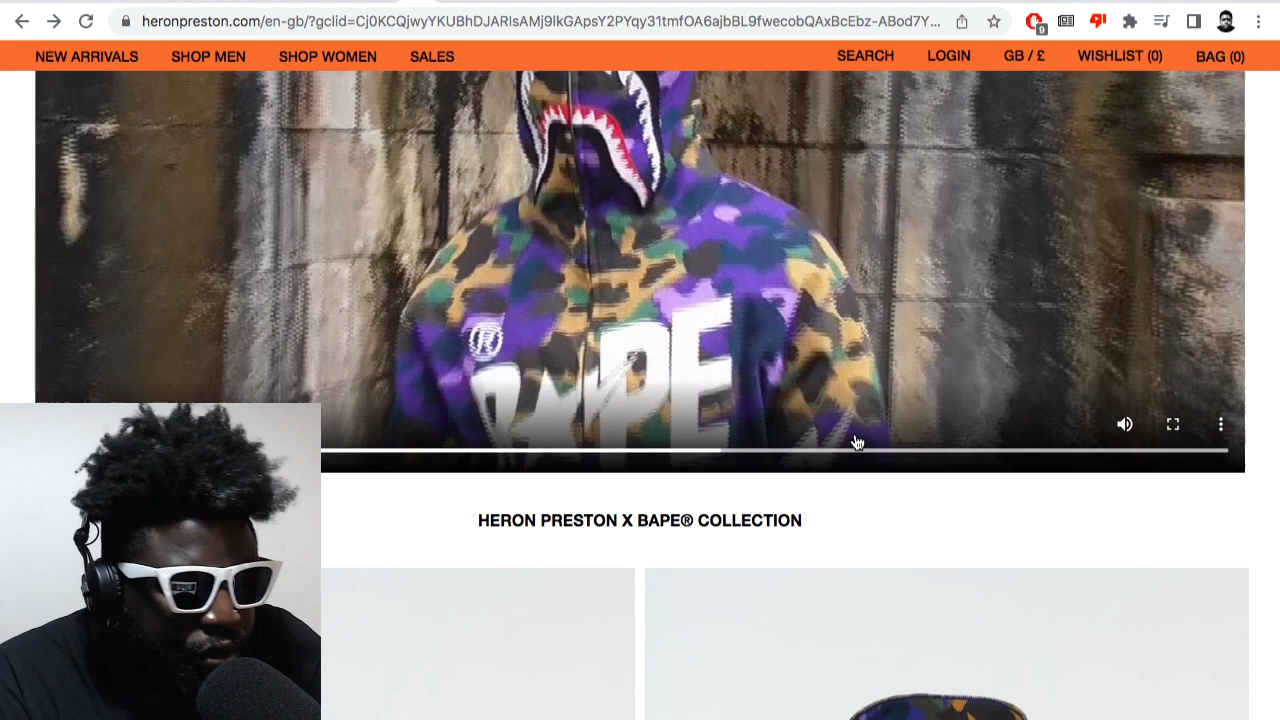 heronpreston.com/en-gb/?gclid=Cj0KCQjwyYKUBhDJARIsAMj9lkGApsY2PYqy31tmfOA6ajbBL9fwecobQAxBcEbz-ABod7Y...
9
NEW ARRIVALS SHOP MEN SHOP WOMEN SALES SEARCH LOGIN GB / £ WISHLIST (0) BAG (0)
®
BAPE
HERON PRESTON X BAPE® COLLECTION